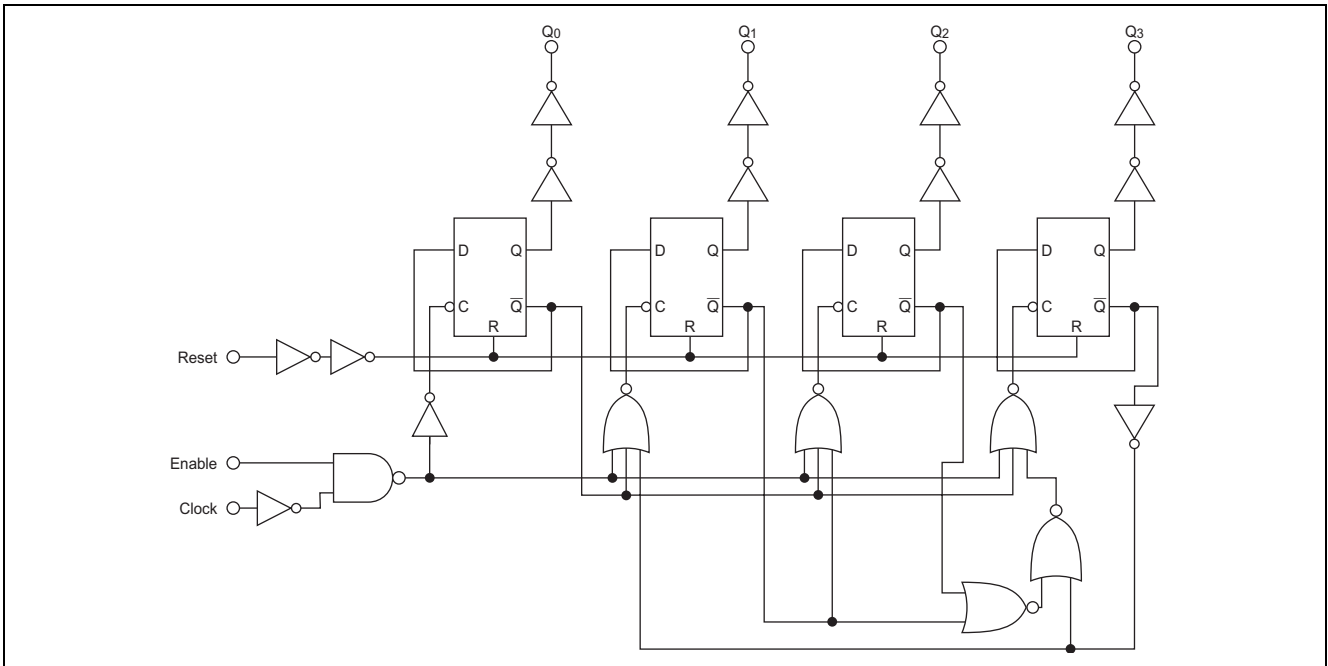 Q0 Q1 Q2 Q3
D Q D Q D Q D Q
C Q̅ C Q̅ C Q̅ C Q̅
R R R R
Reset
Enable
Clock